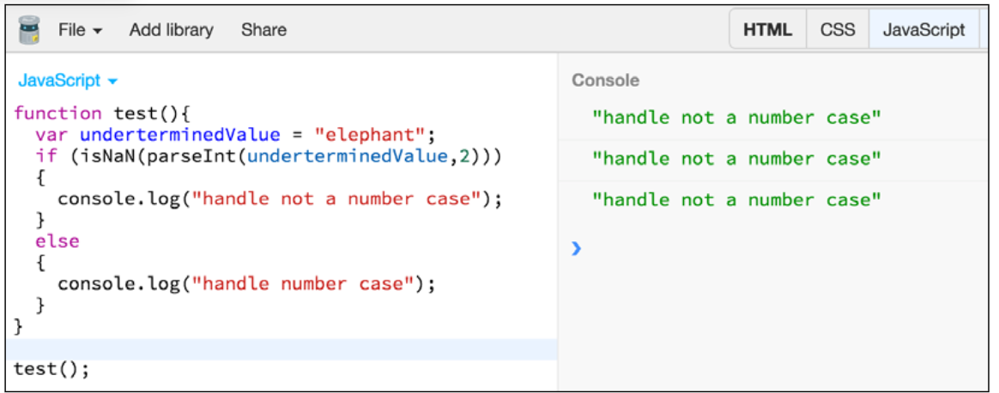 File Add library Share HTML CSS JavaScript
JavaScript
function test(){
  var underterminedValue = "elephant";
  if (isNaN(parseInt(underterminedValue,2)))
  {
    console.log("handle not a number case");
  }
  else
  {
    console.log("handle number case");
  }
}
test();
Console
"handle not a number case"
"handle not a number case"
"handle not a number case"